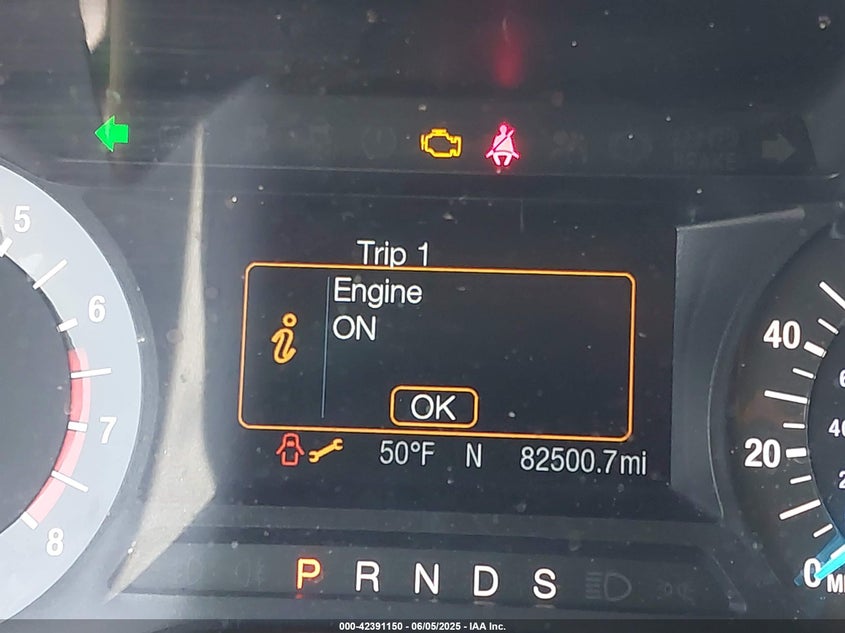 5
6
7
8
Trip 1
Engine
ON
OK
50°F N 82500.7mi
P R N D S
40
20
0
000-42391150 - 06/05/2025 - IAA Inc.